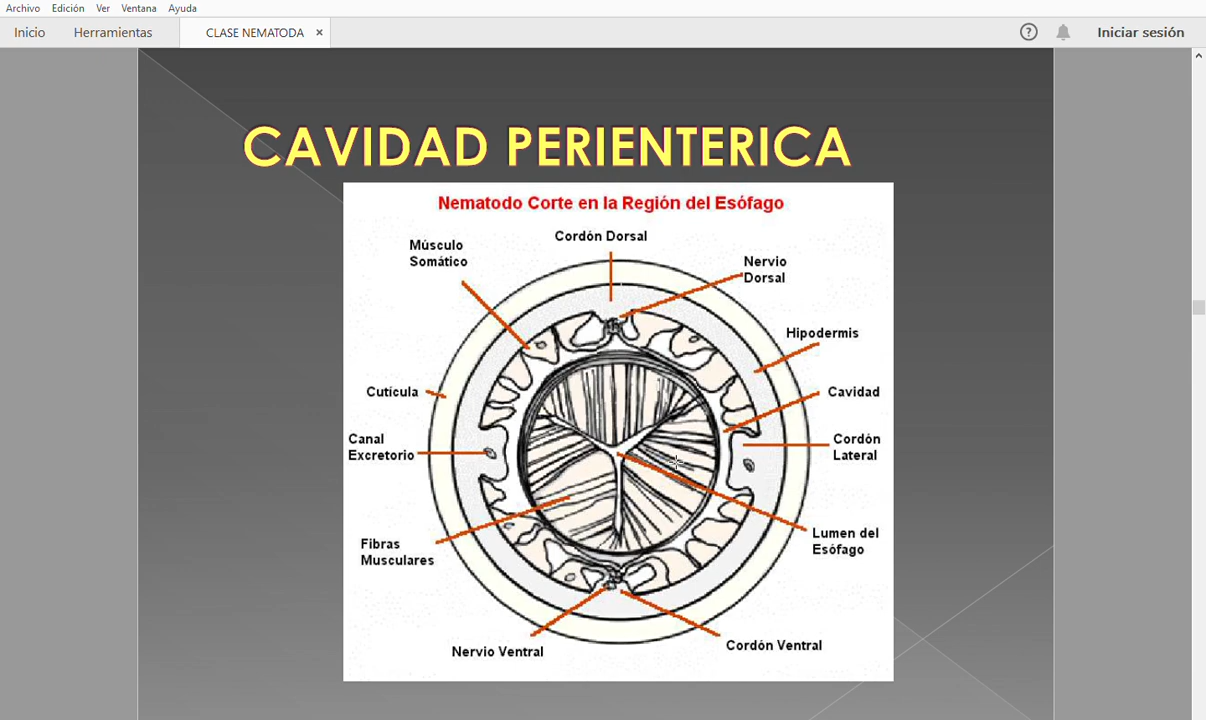 Archivo Edición Ver Ventana Ayuda
Inicio Herramientas CLASE NEMATODA × ? Iniciar sesión
CAVIDAD PERIENTERICA
Nematodo Corte en la Región del Esófago
Cordón Dorsal
Músculo
Somático
Nervio
Dorsal
Hipodermis
Cutícula
Cavidad
Canal
Excretorio
Cordón
Lateral
Lumen del
Esófago
Fibras
Musculares
Nervio Ventral
Cordón Ventral